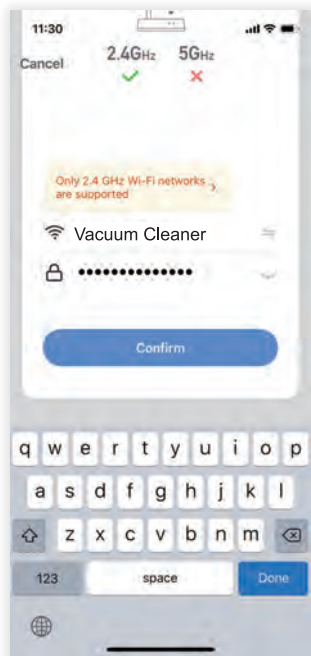 11:30
Cancel
2.4GHz 5GHz
Only 2.4 GHz Wi-Fi networks
are supported
Vacuum Cleaner
••••••••••••••
Confirm
q w e r t y u i o p
a s d f g h j k l
z x c v b n m
123 space Done